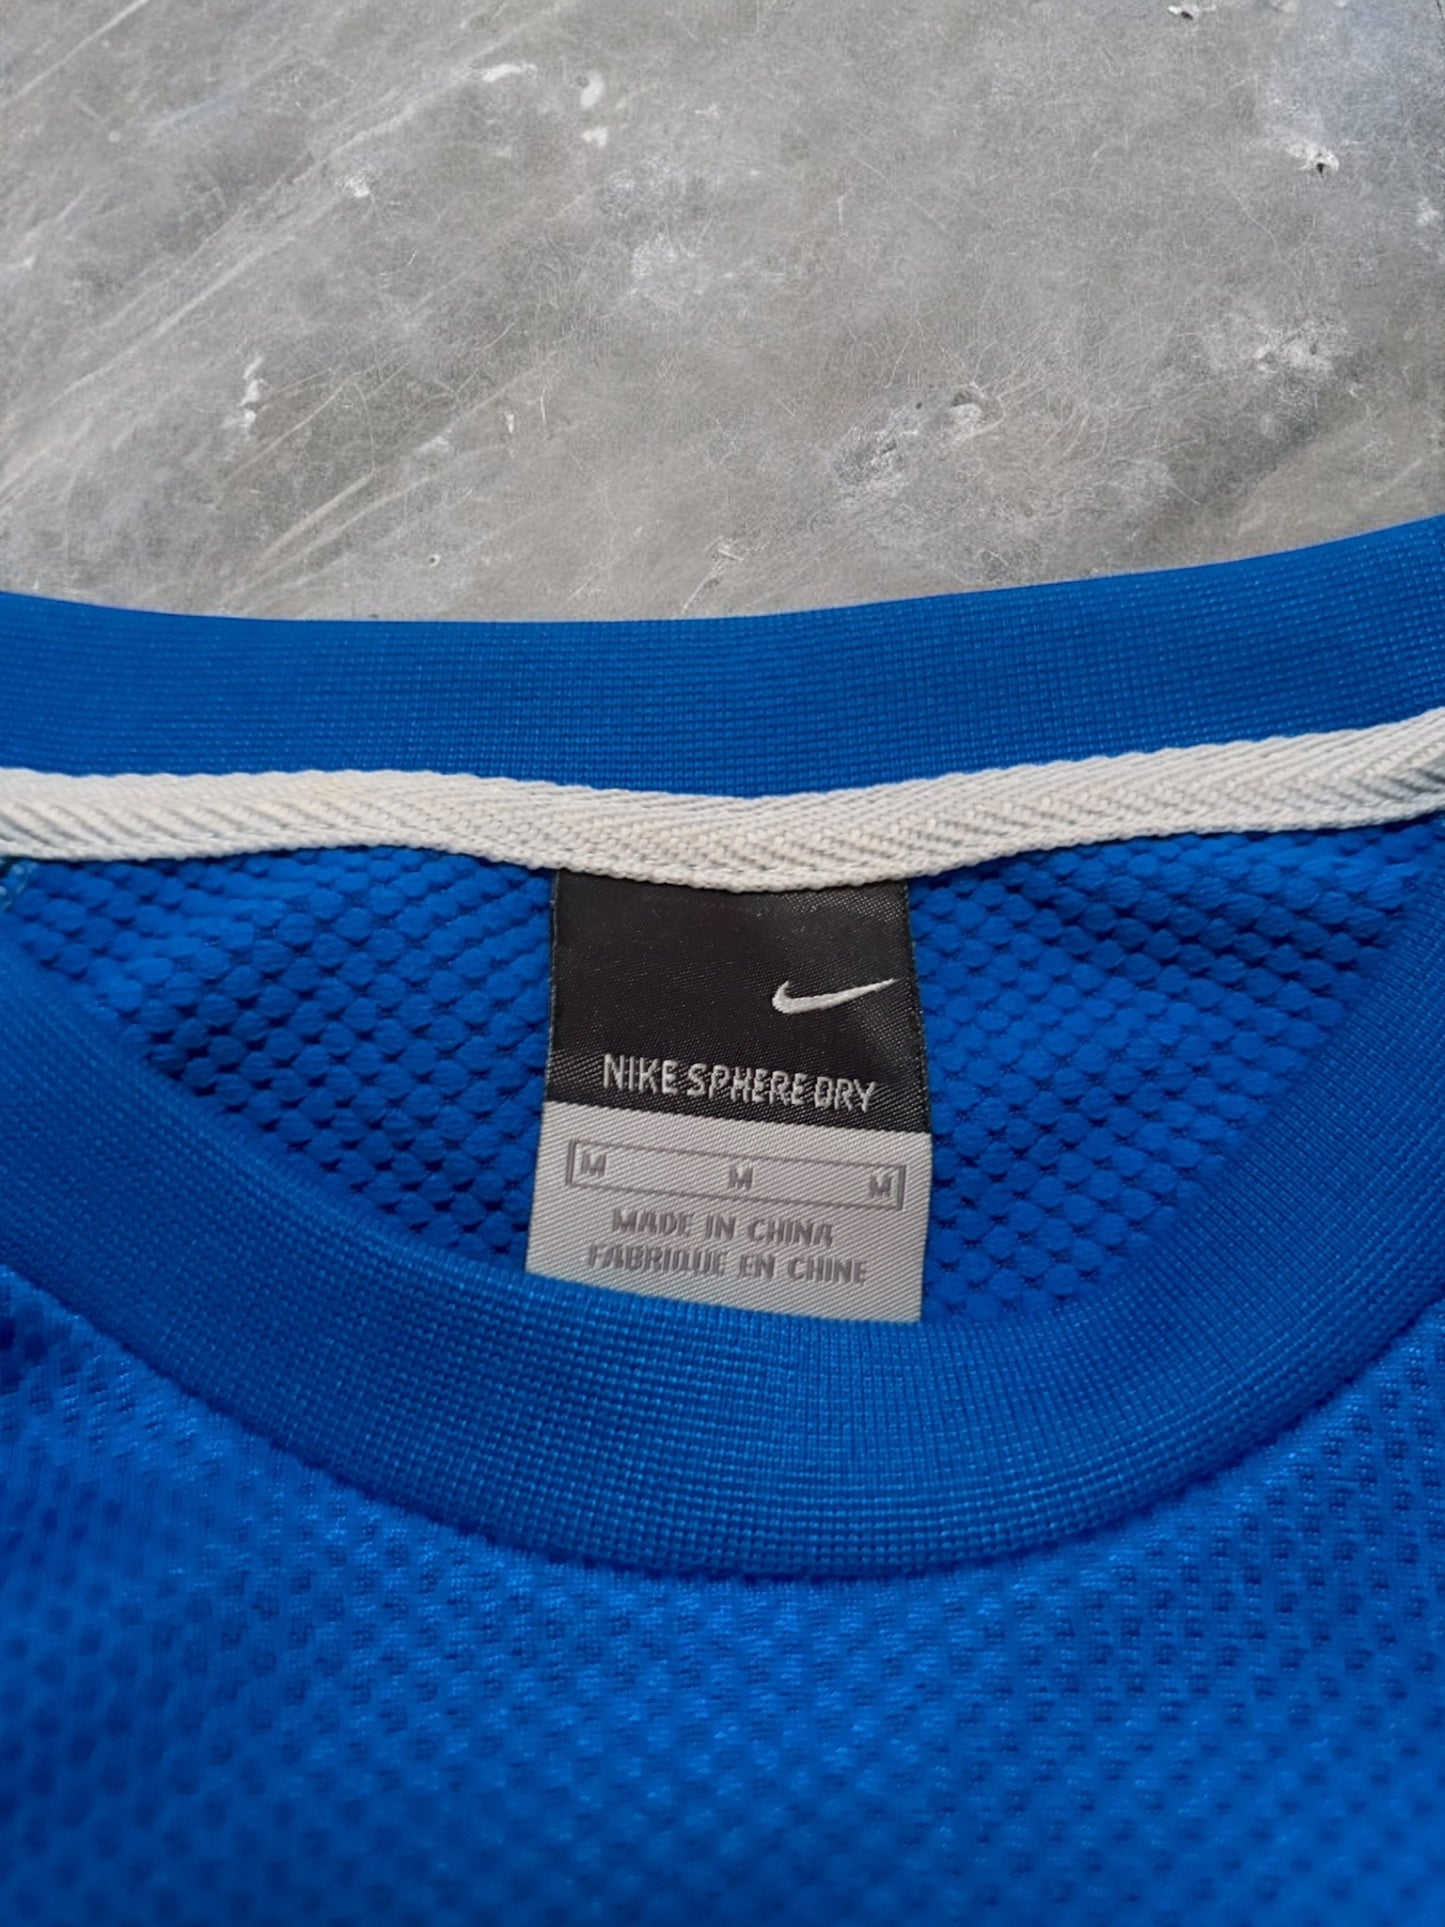 NIKE SPHERE DRY
M M M
MADE IN CHINA
FABRIQUE EN CHINE